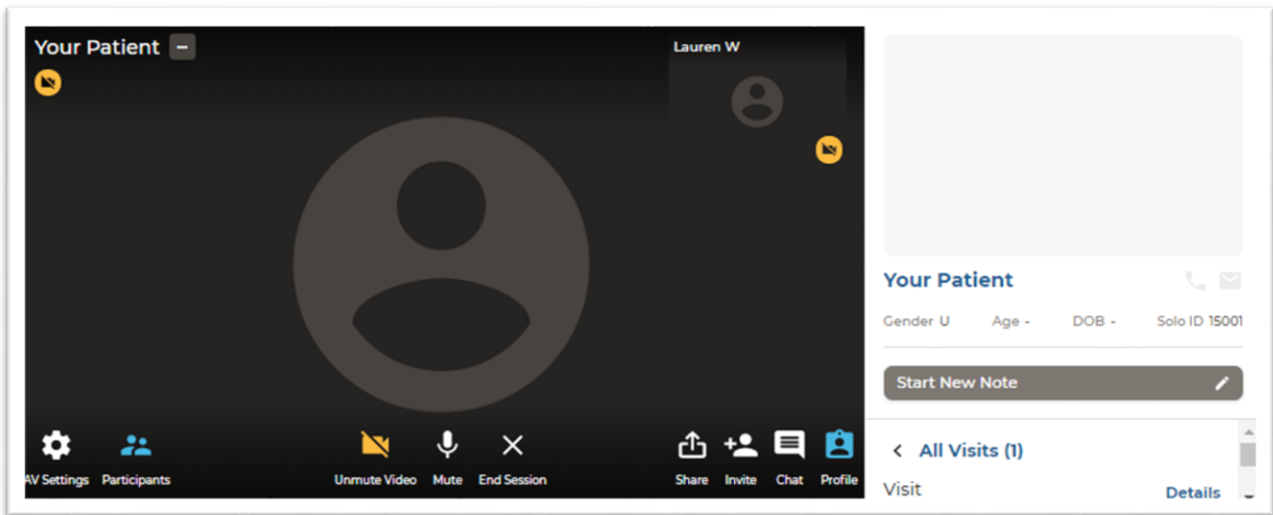 Your Patient
Lauren W
AV Settings Participants Unmute Video Mute End Session Share Invite Chat Profile
Your Patient
Gender U Age - DOB - Solo ID 15001
Start New Note
All Visits (1)
Visit Details